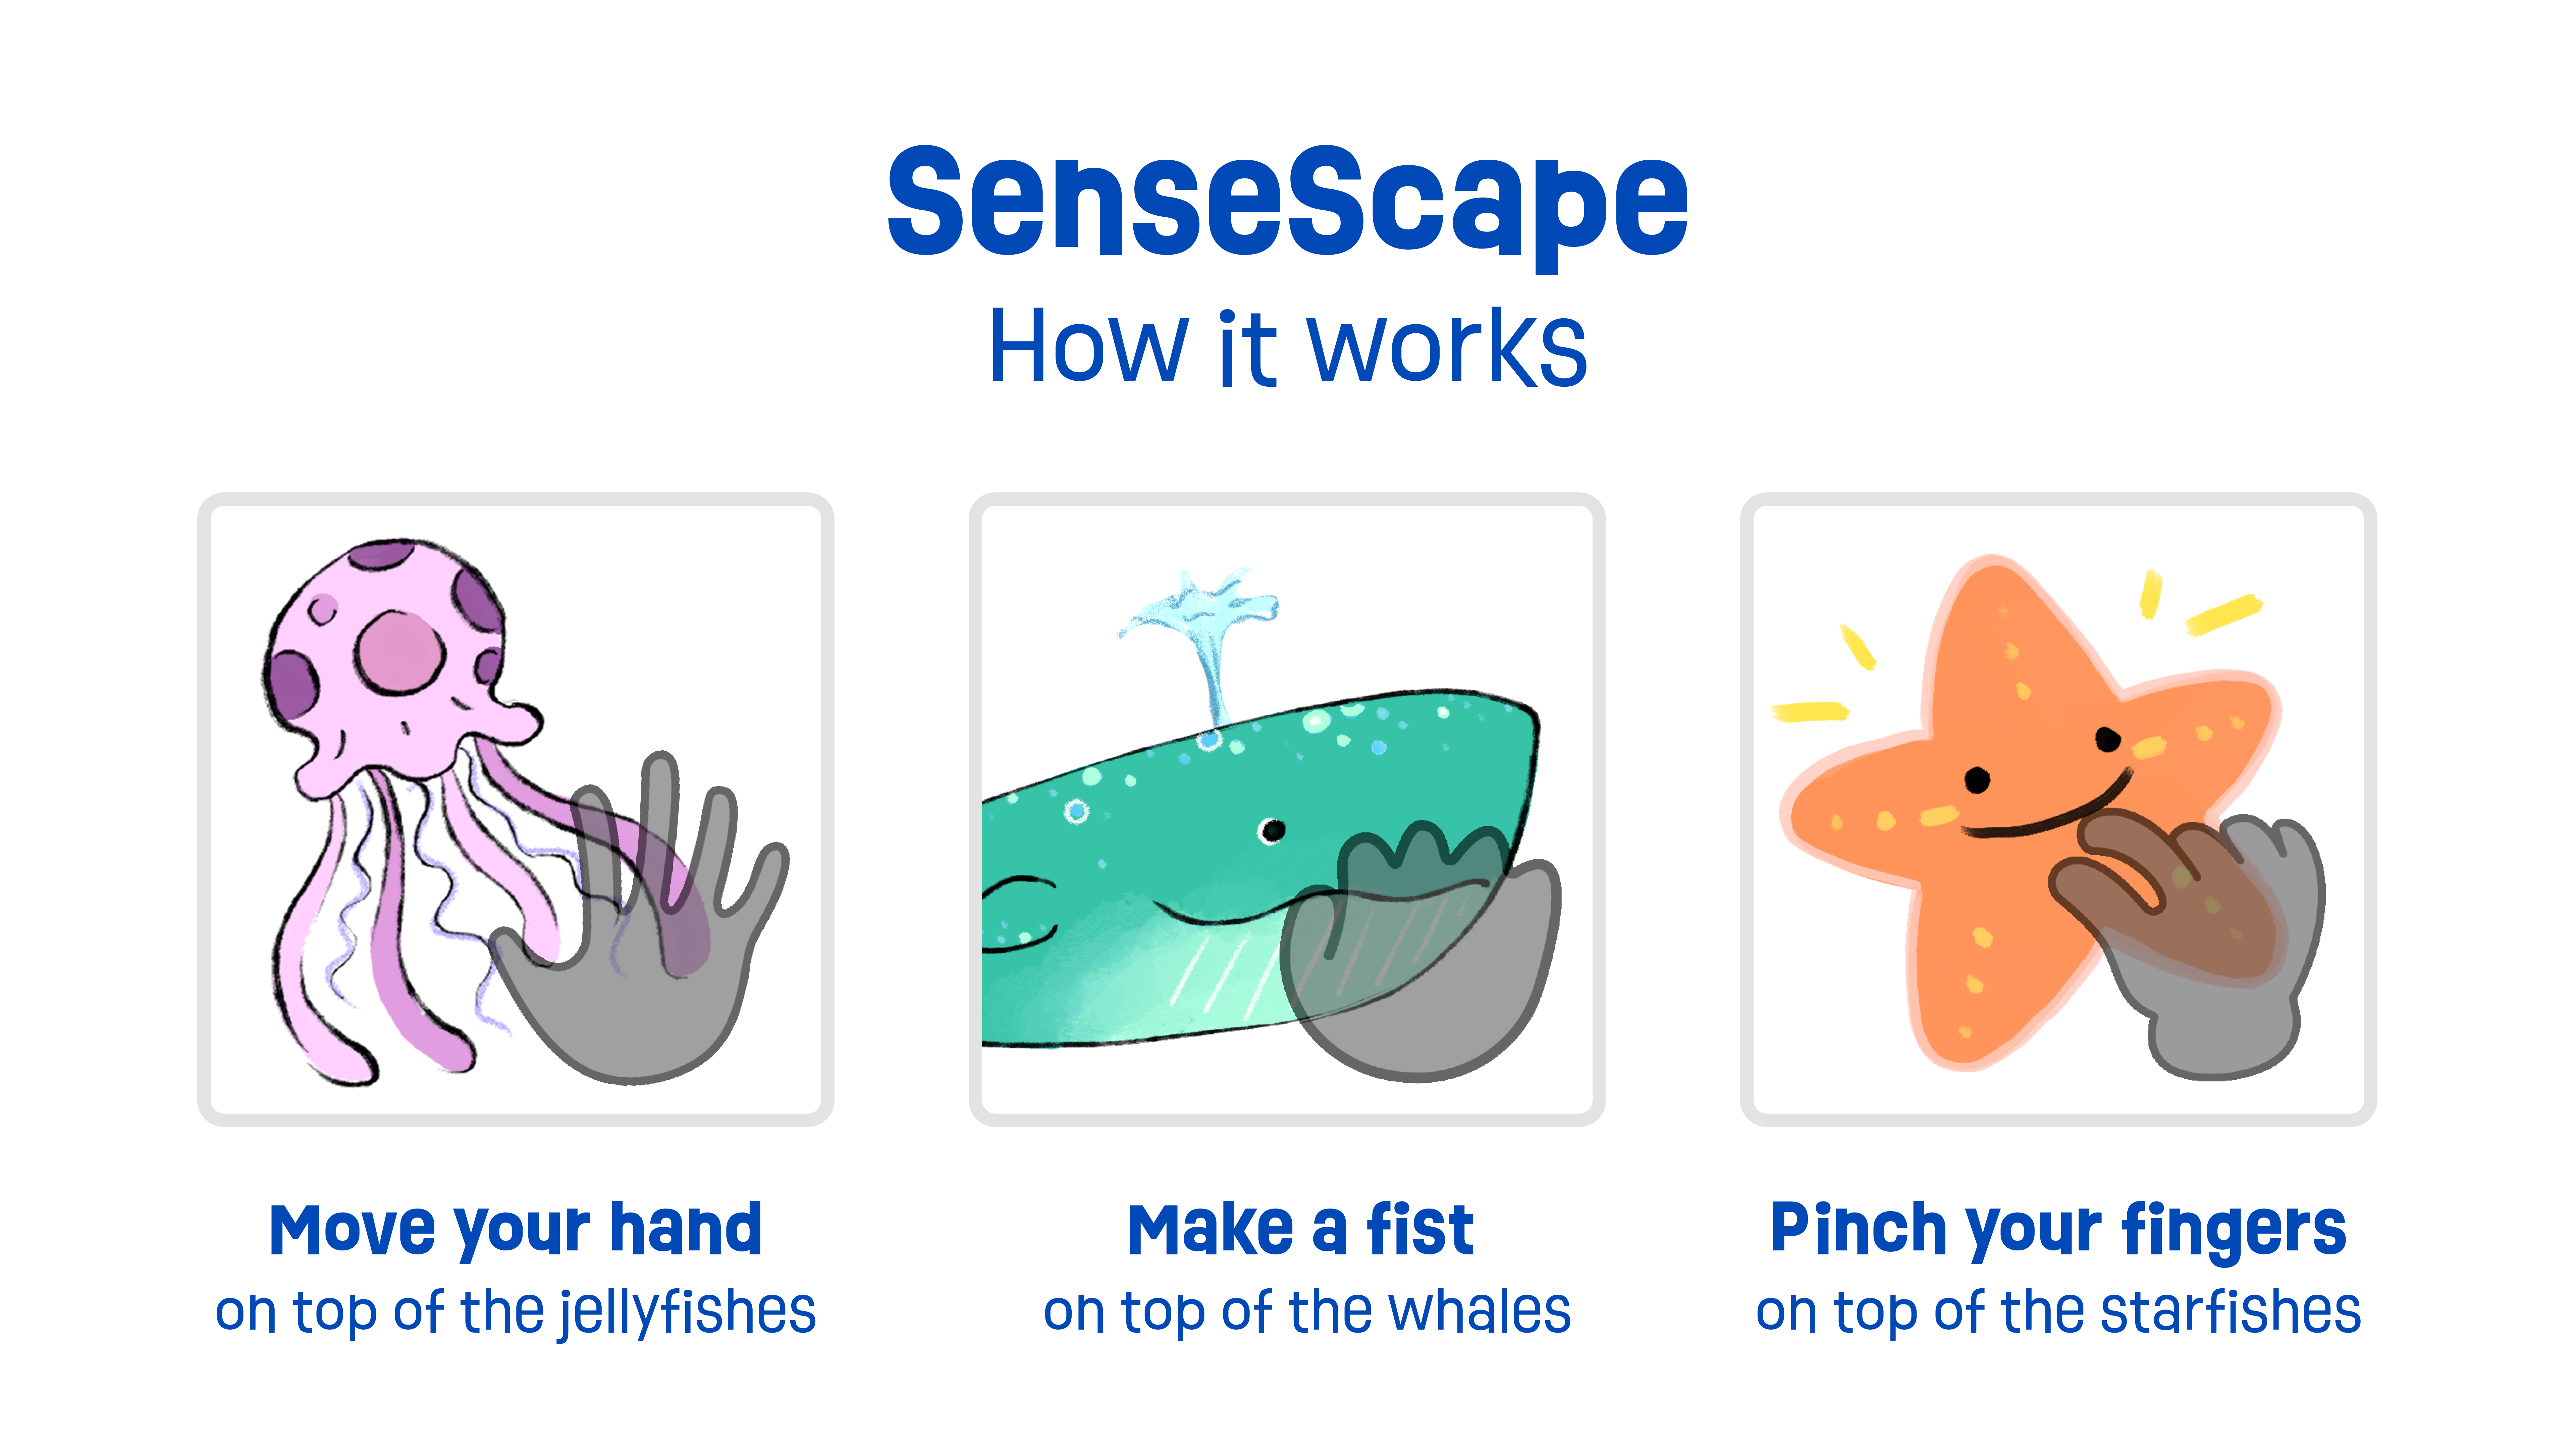 SenseScape
How it works
Move your hand
on top of the jellyfishes
Make a fist
on top of the whales
Pinch your fingers
on top of the starfishes